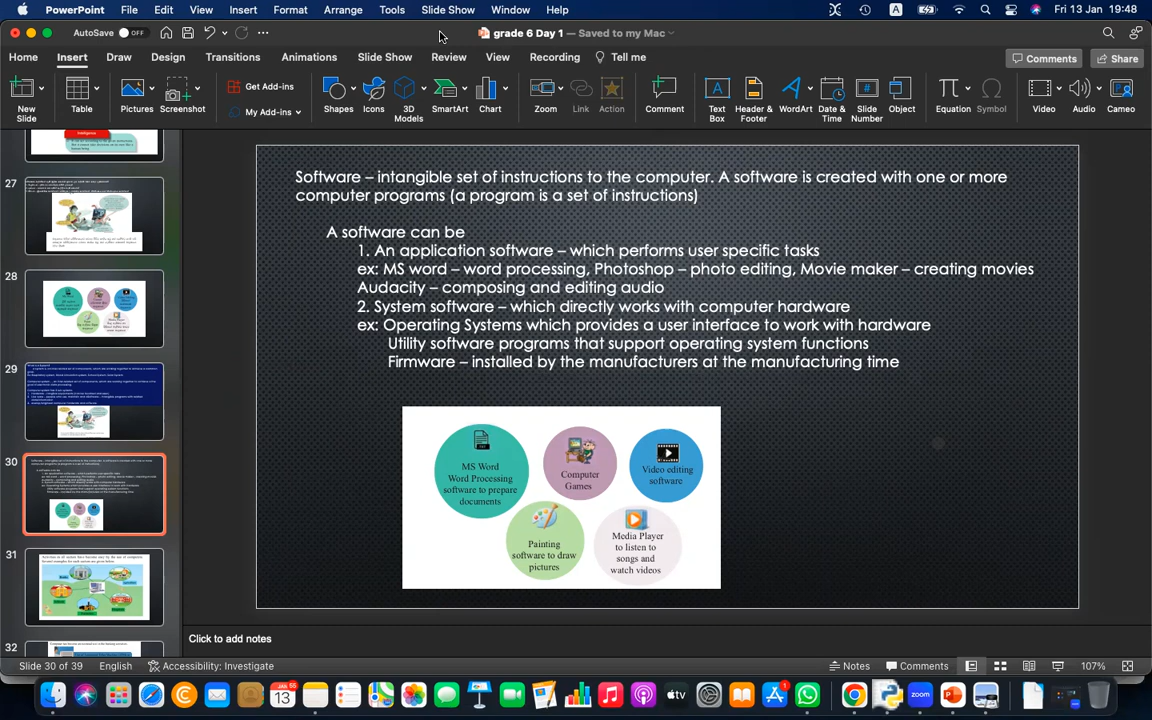 PowerPoint File Edit View Insert Format Arrange Tools Slide Show Window Help A Fri 13 Jan 19:48
AutoSave OFF grade 6 Day 1 — Saved to my Mac
Home Insert Draw Design Transitions Animations Slide Show Review View Recording Tell me Comments Share
New Slide Table Pictures Screenshot Get Add-ins My Add-ins Shapes Icons 3D Models SmartArt Chart Zoom Link Action Comment Text Box Header & Footer WordArt Date & Time Slide Number Object Equation Symbol Video Audio Cameo
27
28
29
30
31
32
Software – intangible set of instructions to the computer. A software is created with one or more
computer programs (a program is a set of instructions)
A software can be
1. An application software – which performs user specific tasks
ex: MS word – word processing, Photoshop – photo editing, Movie maker – creating movies
Audacity – composing and editing audio
2. System software – which directly works with computer hardware
ex: Operating Systems which provides a user interface to work with hardware
Utility software programs that support operating system functions
Firmware – installed by the manufacturers at the manufacturing time
MS Word
Word Processing
software to prepare
documents
Computer
Games
Video editing
software
Painting
software to draw
pictures
Media Player
to listen to
songs and
watch videos
Click to add notes
Slide 30 of 39 English Accessibility: Investigate Notes Comments 107%